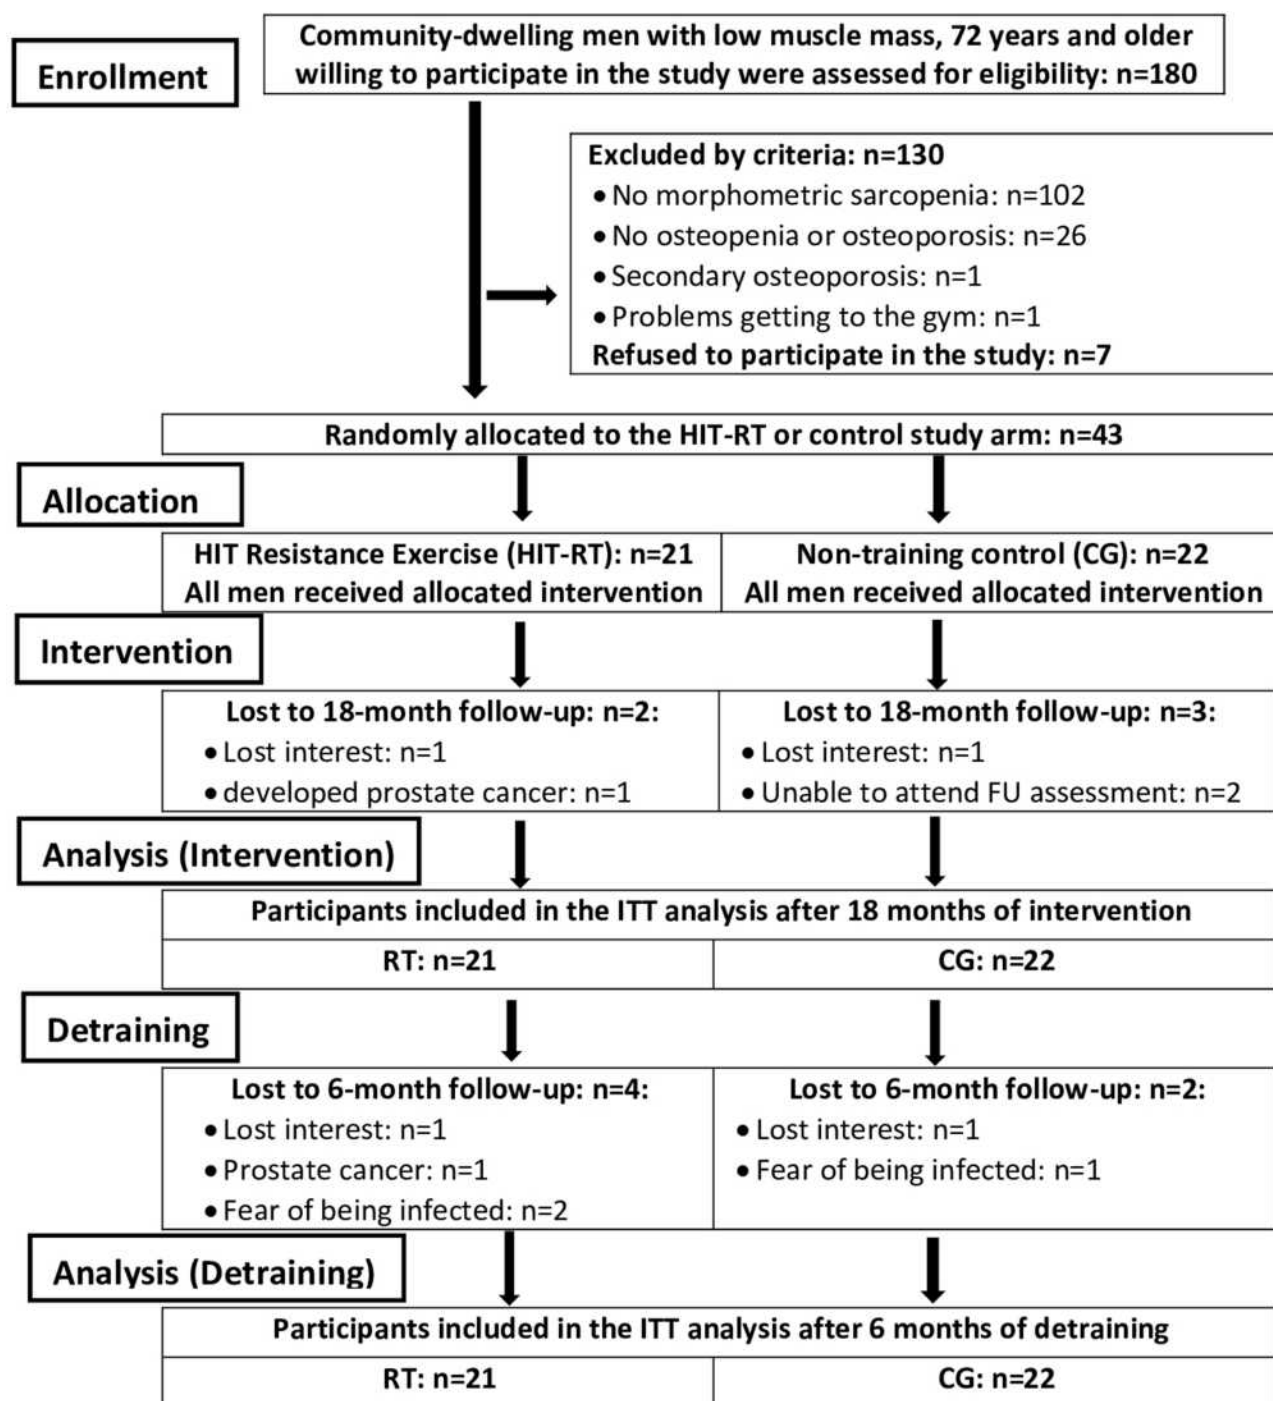 Enrollment
Community-dwelling men with low muscle mass, 72 years and older
willing to participate in the study were assessed for eligibility: n=180
Excluded by criteria: n=130
• No morphometric sarcopenia: n=102
• No osteopenia or osteoporosis: n=26
• Secondary osteoporosis: n=1
• Problems getting to the gym: n=1
Refused to participate in the study: n=7
Randomly allocated to the HIT-RT or control study arm: n=43
Allocation
HIT Resistance Exercise (HIT-RT): n=21
All men received allocated intervention
Non-training control (CG): n=22
All men received allocated intervention
Intervention
Lost to 18-month follow-up: n=2:
• Lost interest: n=1
• developed prostate cancer: n=1
Lost to 18-month follow-up: n=3:
• Lost interest: n=1
• Unable to attend FU assessment: n=2
Analysis (Intervention)
Participants included in the ITT analysis after 18 months of intervention
RT: n=21
CG: n=22
Detraining
Lost to 6-month follow-up: n=4:
• Lost interest: n=1
• Prostate cancer: n=1
• Fear of being infected: n=2
Lost to 6-month follow-up: n=2:
• Lost interest: n=1
• Fear of being infected: n=1
Analysis (Detraining)
Participants included in the ITT analysis after 6 months of detraining
RT: n=21
CG: n=22